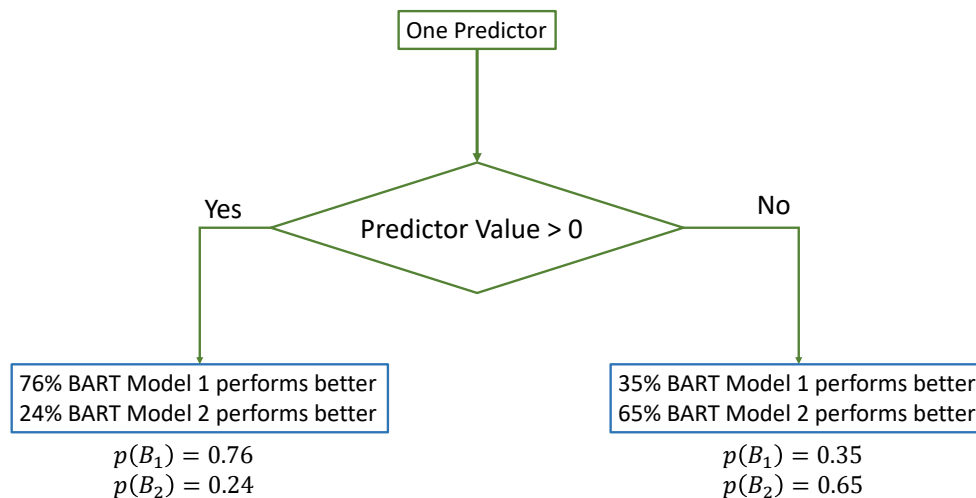 One Predictor
Yes
No
Predictor Value > 0
76% BART Model 1 performs better
24% BART Model 2 performs better
p(B₁) = 0.76
p(B₂) = 0.24
35% BART Model 1 performs better
65% BART Model 2 performs better
p(B₁) = 0.35
p(B₂) = 0.65